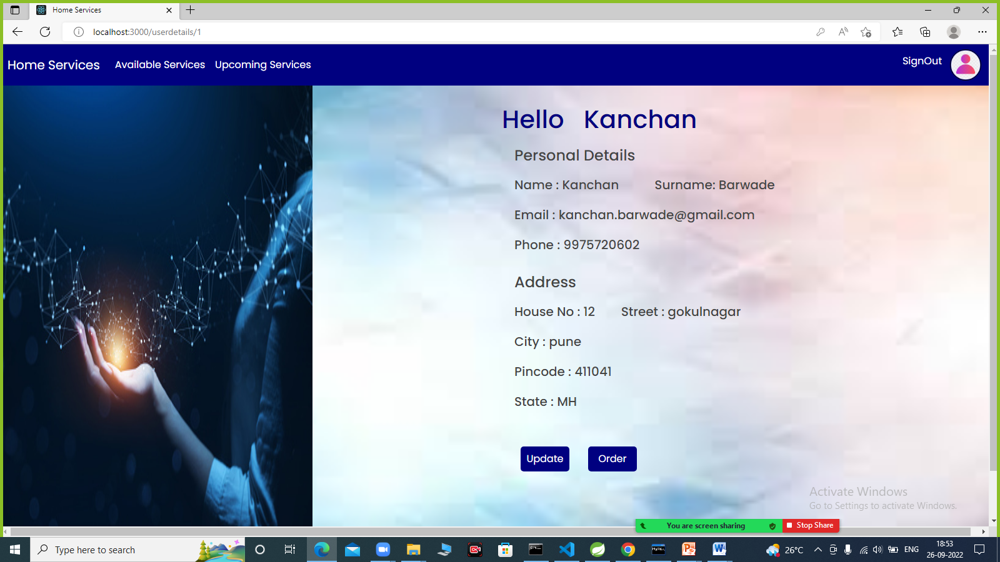 Home Services
localhost:3000/userdetails/1
Home Services Available Services Upcoming Services SignOut
Hello Kanchan
Personal Details
Name : Kanchan Surname: Barwade
Email : kanchan.barwade@gmail.com
Phone : 9975720602
Address
House No : 12 Street : gokulnagar
City : pune
Pincode : 411041
State : MH
Update Order
Activate Windows
Go to Settings to activate Windows.
You are screen sharing Stop Share
Type here to search
26°C
ENG
18:53
26-09-2022